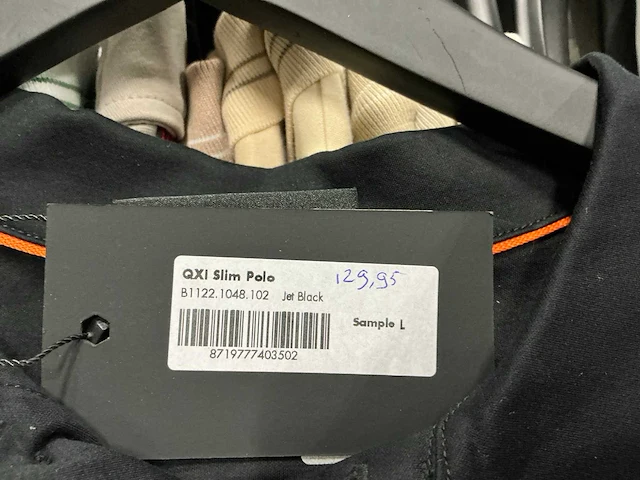 QXI Slim Polo 129,95
B1122.1048.102 Jet Black
Sample L
8719777403502